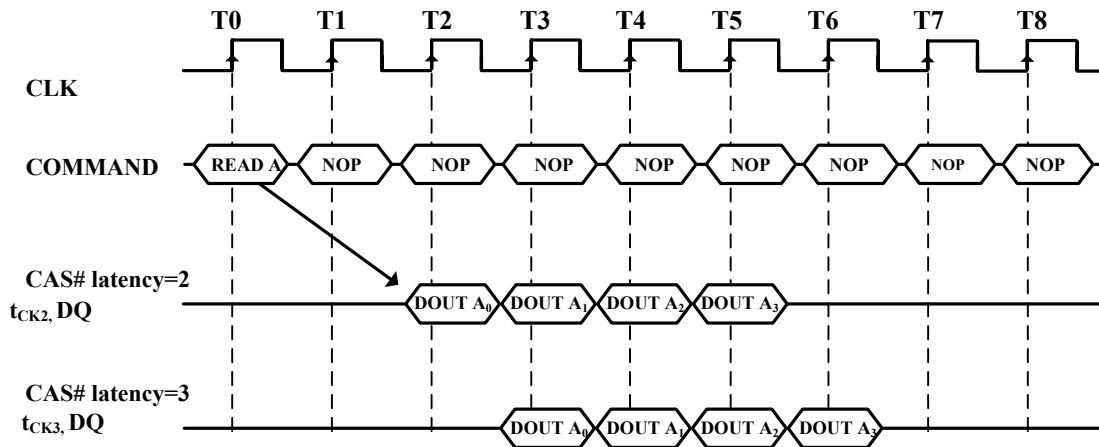 T0 T1 T2 T3 T4 T5 T6 T7 T8
CLK
COMMAND READ A NOP NOP NOP NOP NOP NOP NOP NOP
CAS# latency=2
tCK2, DQ DOUT A0 DOUT A1 DOUT A2 DOUT A3
CAS# latency=3
tCK3, DQ DOUT A0 DOUT A1 DOUT A2 DOUT A3